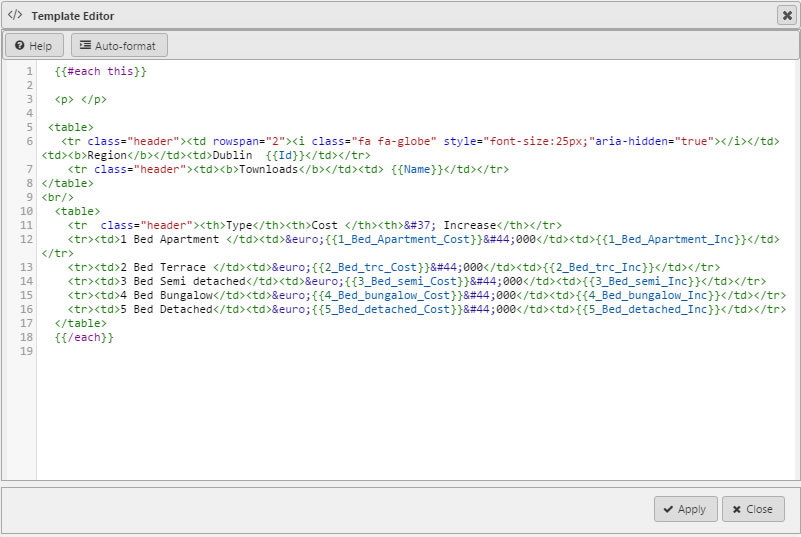 </> Template Editor
Help Auto-format
1 {{#each this}}
2
3 <p> </p>
4
5 <table>
6 <tr class="header"><td rowspan="2"><i class="fa fa-globe" style="font-size:25px;"aria-hidden="true"></i></td>
<td><b>Region</b></td><td>Dublin {{Id}}</td></tr>
7 <tr class="header"><td><b>Townloads</b></td><td> {{Name}}</td></tr>
8 </table>
9 <br/>
10 <table>
11 <tr class="header"><th>Type</th><th>Cost </th><th>&#37; Increase</th></tr>
12 <tr><td>1 Bed Apartment </td><td>&euro;{{1_Bed_Apartment_Cost}}&#44;000</td><td>{{1_Bed_Apartment_Inc}}</td>
</tr>
13 <tr><td>2 Bed Terrace </td><td>&euro;{{2_Bed_trc_Cost}}&#44;000</td><td>{{2_Bed_trc_Inc}}</td></tr>
14 <tr><td>3 Bed Semi detached</td><td>&euro;{{3_Bed_semi_Cost}}&#44;000</td><td>{{3_Bed_semi_Inc}}</td></tr>
15 <tr><td>4 Bed Bungalow</td><td>&euro;{{4_Bed_bungalow_Cost}}&#44;000</td><td>{{4_Bed_bungalow_Inc}}</td></tr>
16 <tr><td>5 Bed Detached</td><td>&euro;{{5_Bed_detached_Cost}}&#44;000</td><td>{{5_Bed_detached_Inc}}</td></tr>
17 </table>
18 {{/each}}
19
Apply Close